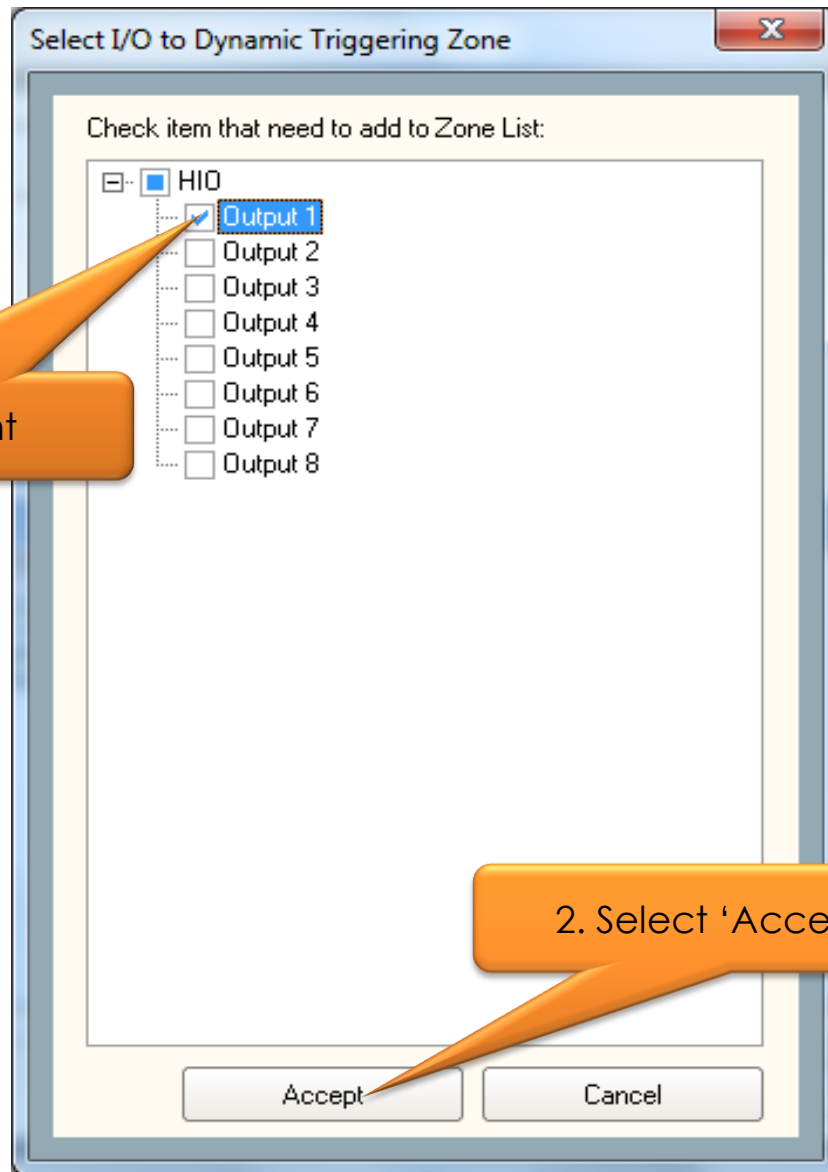 Select I/O to Dynamic Triggering Zone
Check item that need to add to Zone List:
HIO
Output 1
Output 2
Output 3
Output 4
Output 5
Output 6
Output 7
Output 8
2. Select ‘
Accept
Cancel